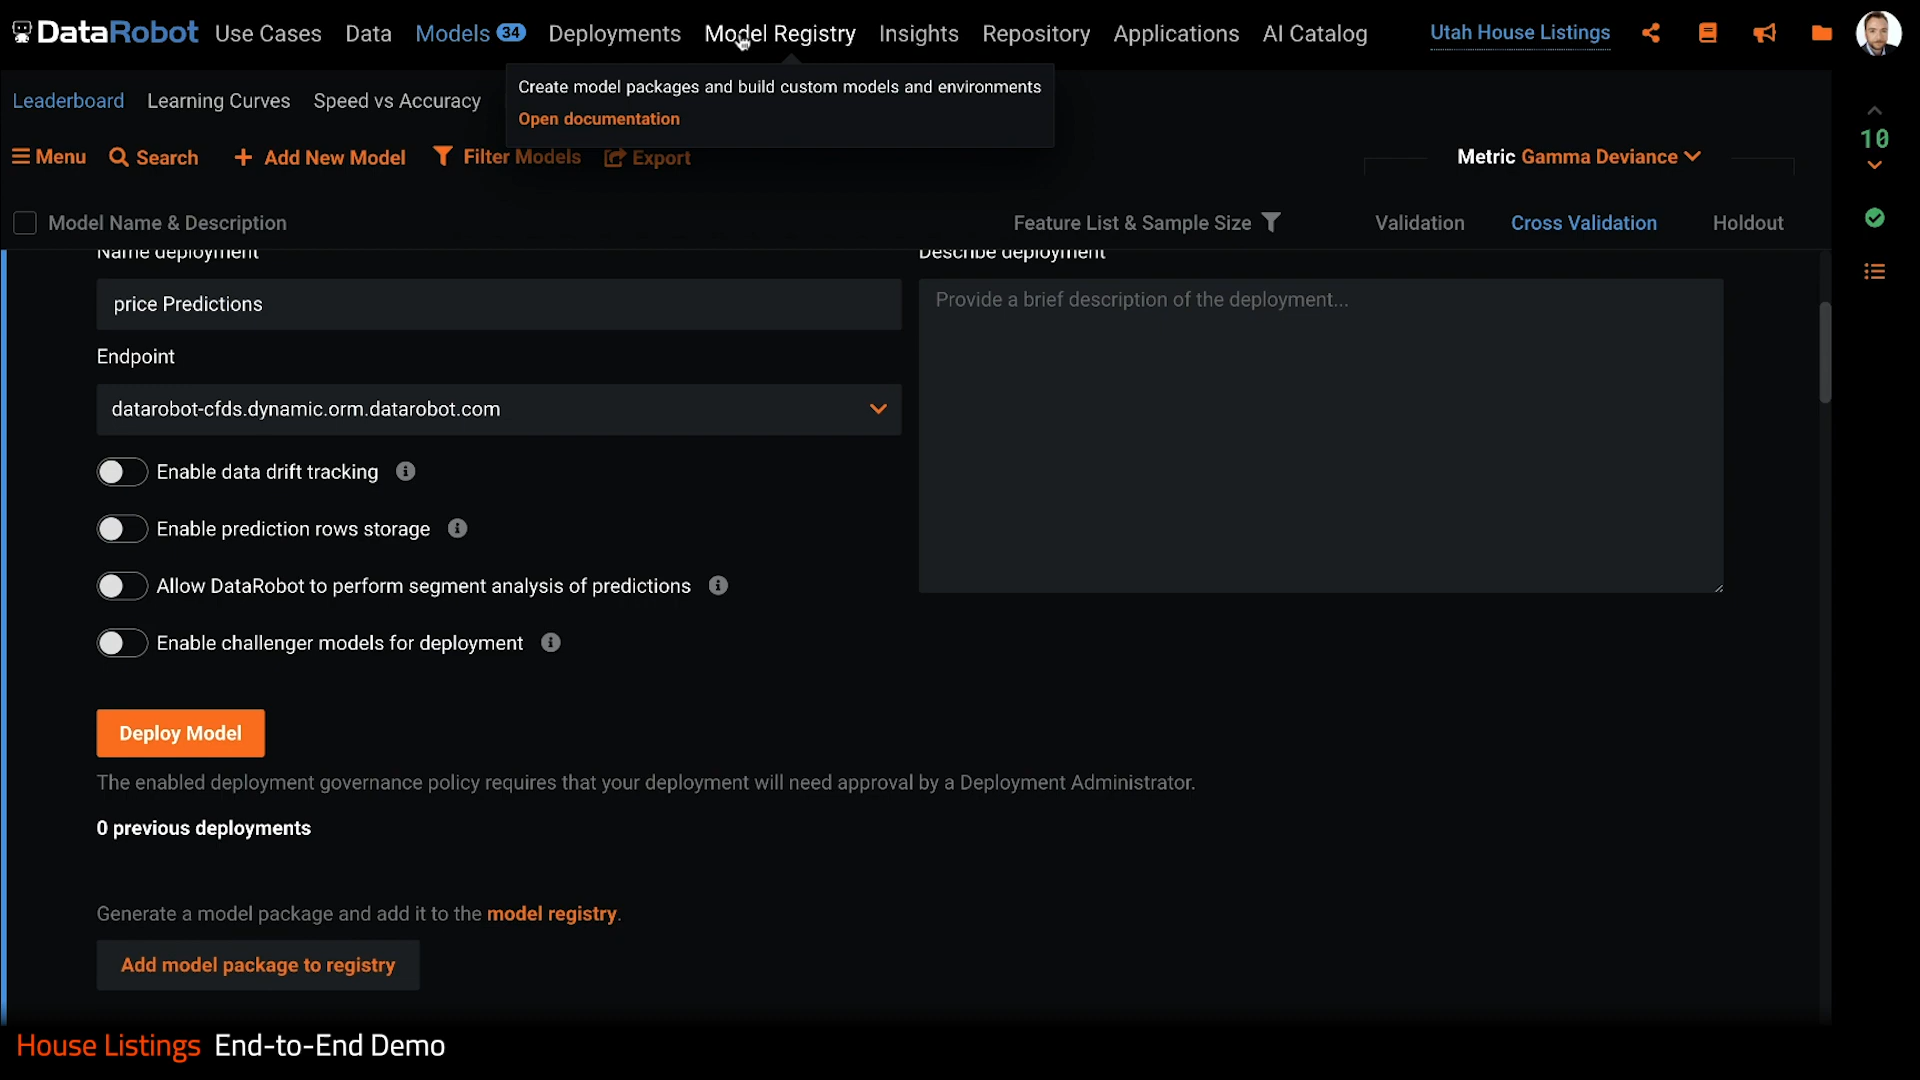 DataRobot Use Cases Data Models 34 Deployments Model Registry Insights Repository Applications AI Catalog Utah House Listings
Create model packages and build custom models and environments
Open documentation
Leaderboard Learning Curves Speed vs Accuracy
Menu Search + Add New Model Filter Models Export
Metric Gamma Deviance
10
Model Name & Description Feature List & Sample Size Validation Cross Validation Holdout
Name deployment Describe deployment
price Predictions
Provide a brief description of the deployment...
Endpoint
datarobot-cfds.dynamic.orm.datarobot.com
Enable data drift tracking
Enable prediction rows storage
Allow DataRobot to perform segment analysis of predictions
Enable challenger models for deployment
Deploy Model
The enabled deployment governance policy requires that your deployment will need approval by a Deployment Administrator.
0 previous deployments
Generate a model package and add it to the model registry.
Add model package to registry
House Listings End-to-End Demo